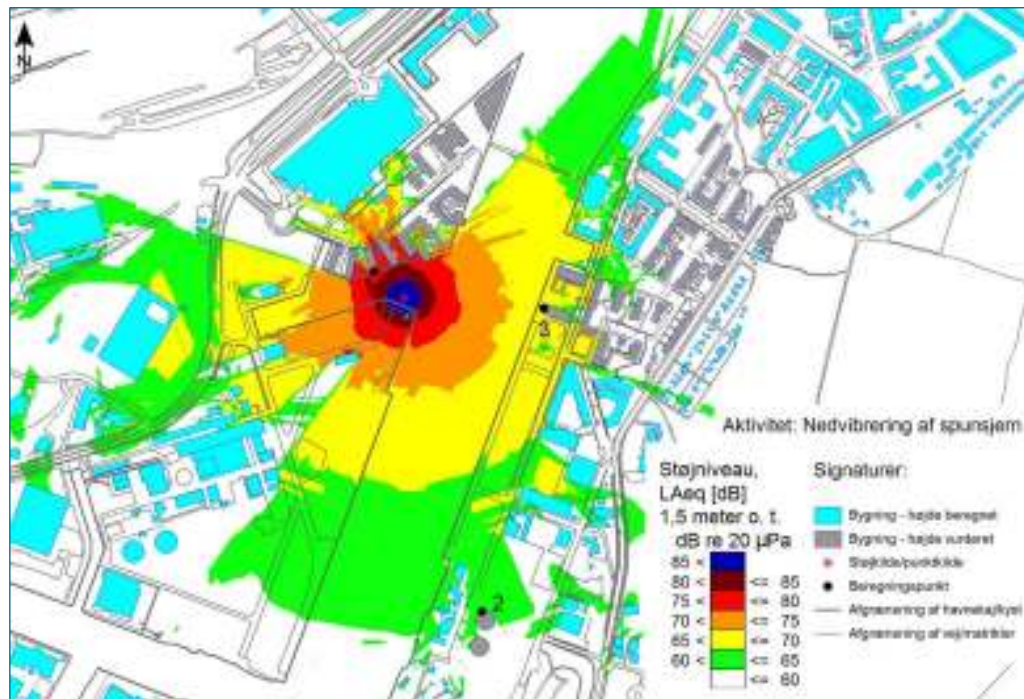 N
3
2
Aktivitet: Nedvibrering af spunsjern
Støjniveau,
LAeq [dB]
1,5 meter o. t.
dB re 20 µPa
85 <
80 < <= 85
75 < <= 80
70 < <= 75
65 < <= 70
60 < <= 65
<= 60
Signaturer:
Bygning - højde beregnet
Bygning - højde vurderet
Støjkilde/punktkilde
Beregningspunkt
Afgrænsning af havnekaj/kyst
Afgrænsning af vej/matrikler